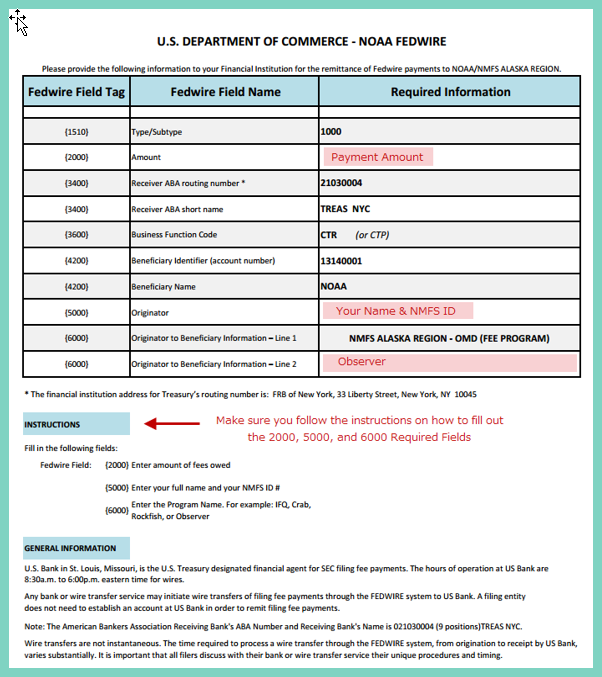 U.S. DEPARTMENT OF COMMERCE - NOAA FEDWIRE
Please provide the following information to your Financial Institution for the remittance of Fedwire payments to NOAA/NMFS ALASKA REGION.
Fedwire Field Tag Fedwire Field Name Required Information
{1510} Type/Subtype 1000
{2000} Amount Payment Amount
{3400} Receiver ABA routing number * 21030004
{3400} Receiver ABA short name TREAS NYC
{3600} Business Function Code CTR (or CTP)
{4200} Beneficiary Identifier (account number) 13140001
{4200} Beneficiary Name NOAA
{5000} Originator Your Name & NMFS ID
{6000} Originator to Beneficiary Information – Line 1 NMFS ALASKA REGION - OMD (FEE PROGRAM)
{6000} Originator to Beneficiary Information – Line 2 Observer
* The financial institution address for Treasury's routing number is: FRB of New York, 33 Liberty Street, New York, NY 10045
INSTRUCTIONS
Make sure you follow the instructions on how to fill out
the 2000, 5000, and 6000 Required Fields
Fill in the following fields:
Fedwire Field: {2000} Enter amount of fees owed
{5000} Enter your full name and your NMFS ID #
{6000} Enter the Program Name. For example: IFQ, Crab,
Rockfish, or Observer
GENERAL INFORMATION
U.S. Bank in St. Louis, Missouri, is the U.S. Treasury designated financial agent for SEC filing fee payments. The hours of operation at US Bank are
8:30a.m. to 6:00p.m. eastern time for wires.
Any bank or wire transfer service may initiate wire transfers of filing fee payments through the FEDWIRE system to US Bank. A filing entity
does not need to establish an account at US Bank in order to remit filing fee payments.
Note: The American Bankers Association Receiving Bank's ABA Number and Receiving Bank's Name is 021030004 (9 positions)TREAS NYC.
Wire transfers are not instantaneous. The time required to process a wire transfer through the FEDWIRE system, from origination to receipt by US Bank,
varies substantially. It is important that all filers discuss with their bank or wire transfer service their unique procedures and timing.